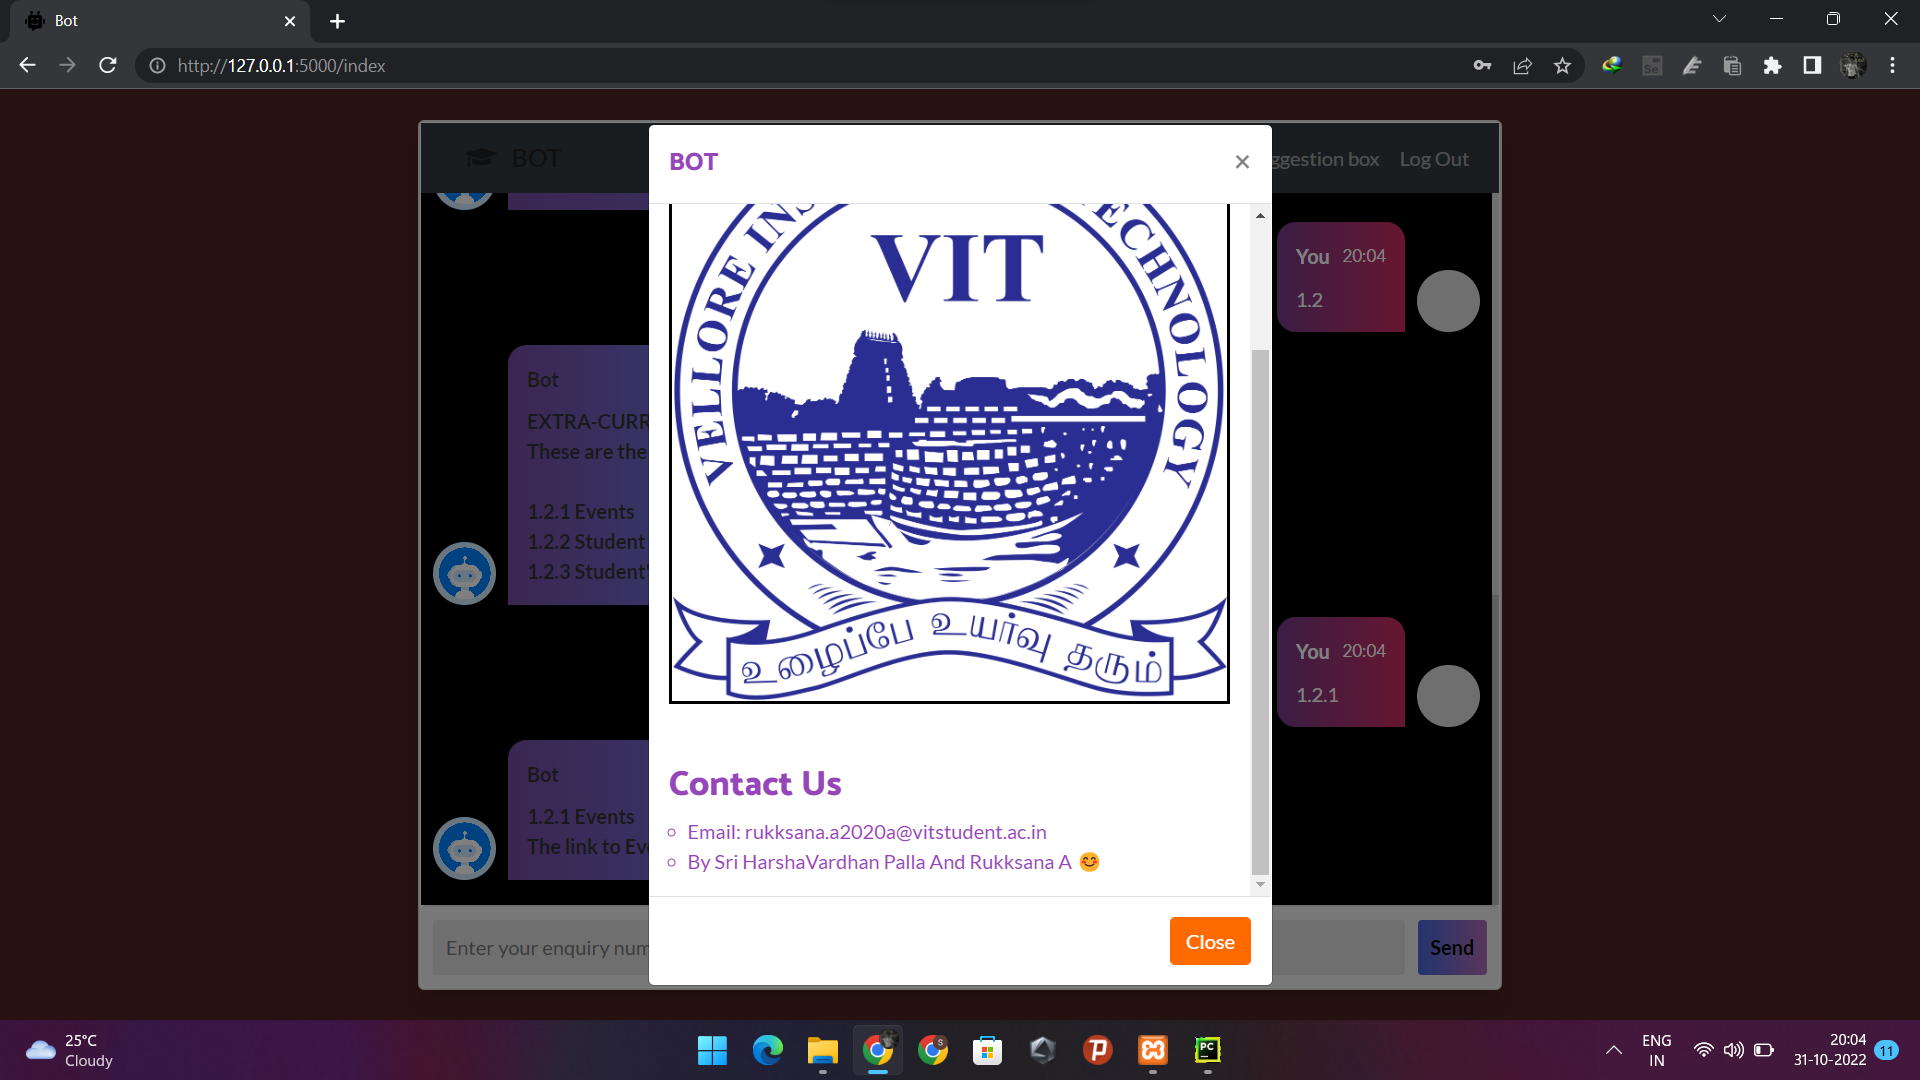 Bot
http://127.0.0.1:5000/index
BOT
ggestion box
Log Out
BOT
×
VELLORE INS
TECHNOLOGY
VIT
உழைப்பே உயர்வு தரும்
Contact Us
Email: rukksana.a2020a@vitstudent.ac.in
By Sri HarshaVardhan Palla And Rukksana A 😊
Close
You 20:04
1.2
Bot
EXTRA-CURR
These are the
1.2.1 Events
1.2.2 Student
1.2.3 Student'
You 20:04
1.2.1
Bot
1.2.1 Events
The link to Ev
Enter your enquiry num
Send
25°C
Cloudy
ENG
IN
20:04
31-10-2022
11